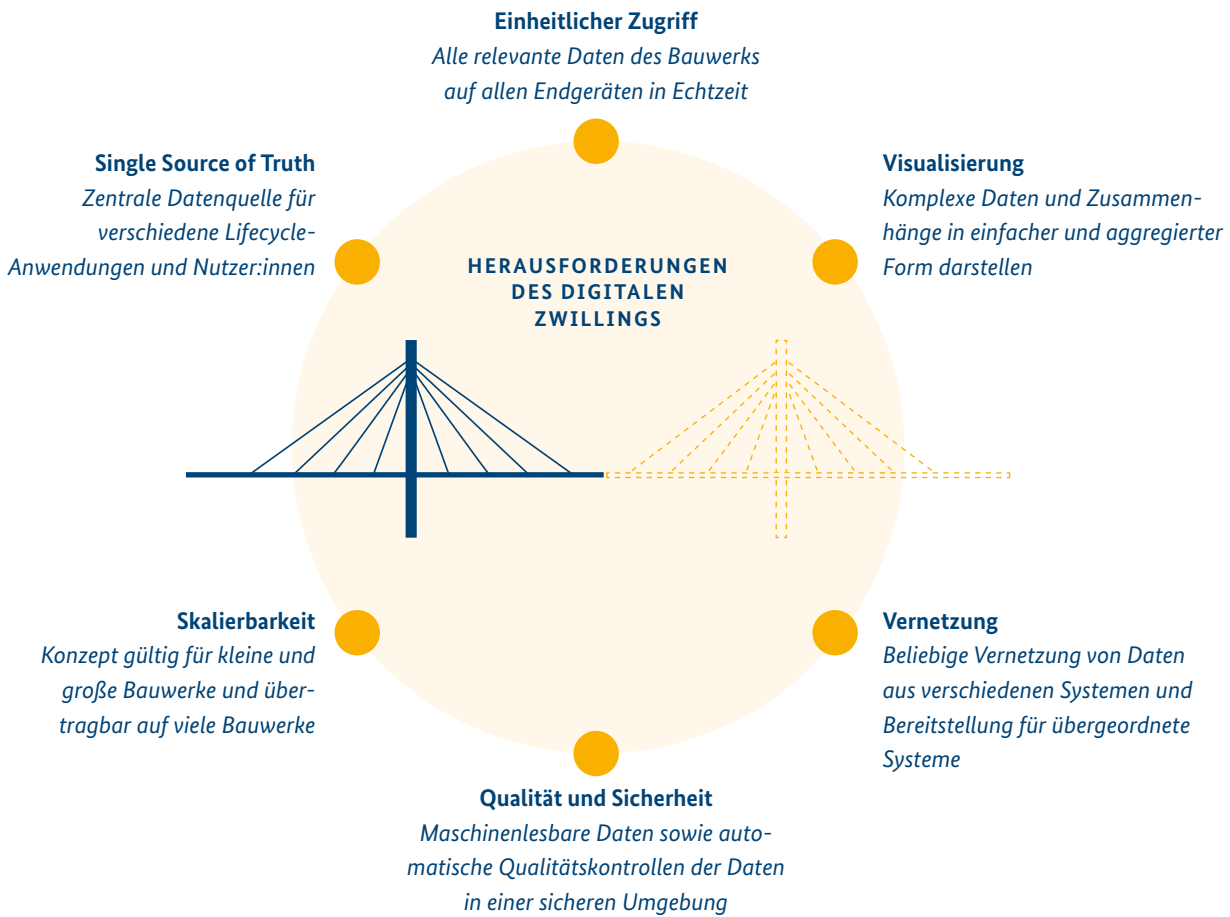 Einheitlicher Zugriff
Alle relevante Daten des Bauwerks
auf allen Endgeräten in Echtzeit
Single Source of Truth
Zentrale Datenquelle für
verschiedene Lifecycle-
Anwendungen und Nutzer:innen
Visualisierung
Komplexe Daten und Zusammen-
hänge in einfacher und aggregierter
Form darstellen
HERAUSFORDERUNGEN
DES DIGITALEN
ZWILLINGS
Skalierbarkeit
Konzept gültig für kleine und
große Bauwerke und über-
tragbar auf viele Bauwerke
Vernetzung
Beliebige Vernetzung von Daten
aus verschiedenen Systemen und
Bereitstellung für übergeordnete
Systeme
Qualität und Sicherheit
Maschinenlesbare Daten sowie auto-
matische Qualitätskontrollen der Daten
in einer sicheren Umgebung